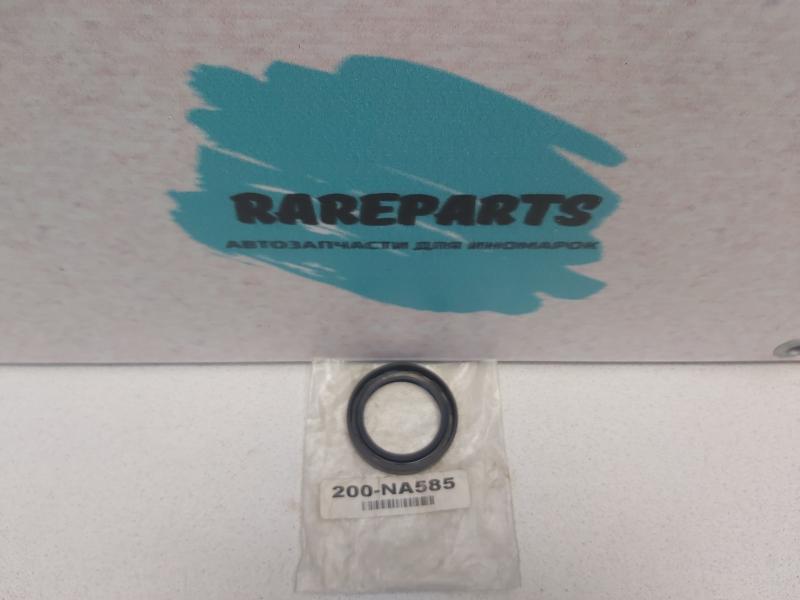 RAREPARTS
АВТОЗАПЧАСТИ ДЛЯ ИНОМАРОК
200-NA585